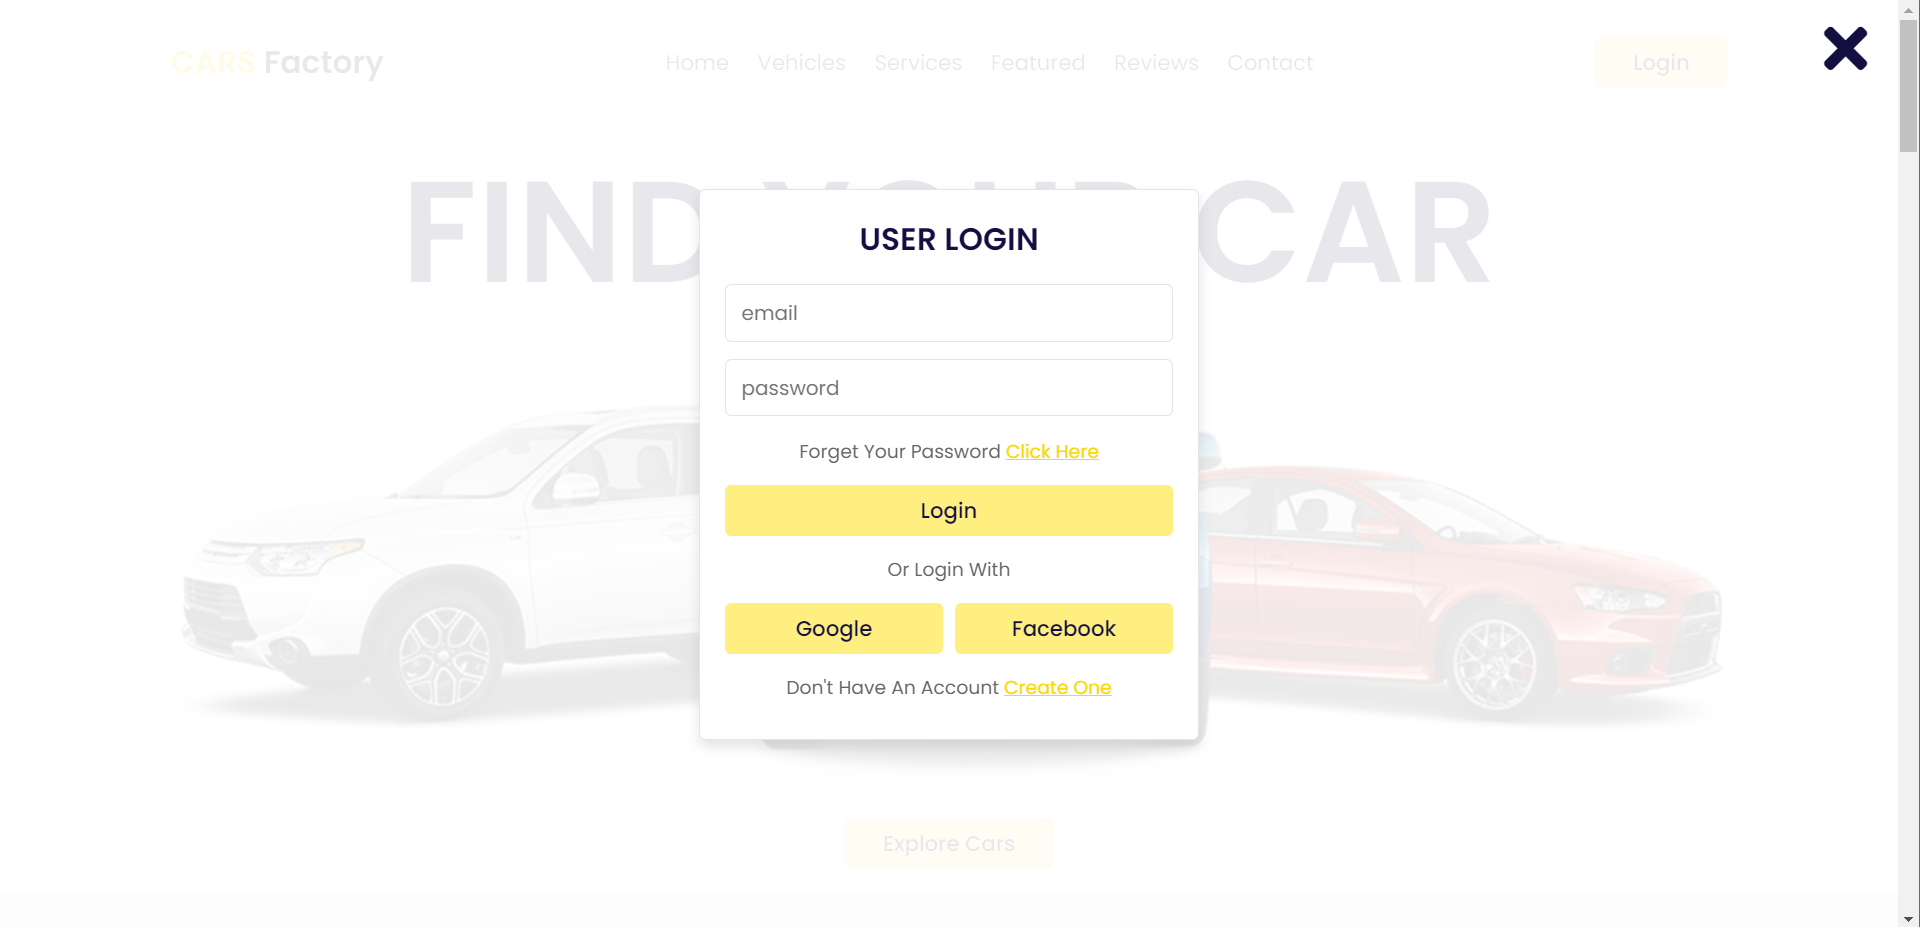 CARS Factory
Home Vehicles Services Featured Reviews Contact
Login
FIND YOUR CAR
USER LOGIN
email
password
Forget Your Password Click Here
Login
Or Login With
Google Facebook
Don't Have An Account Create One
Explore Cars